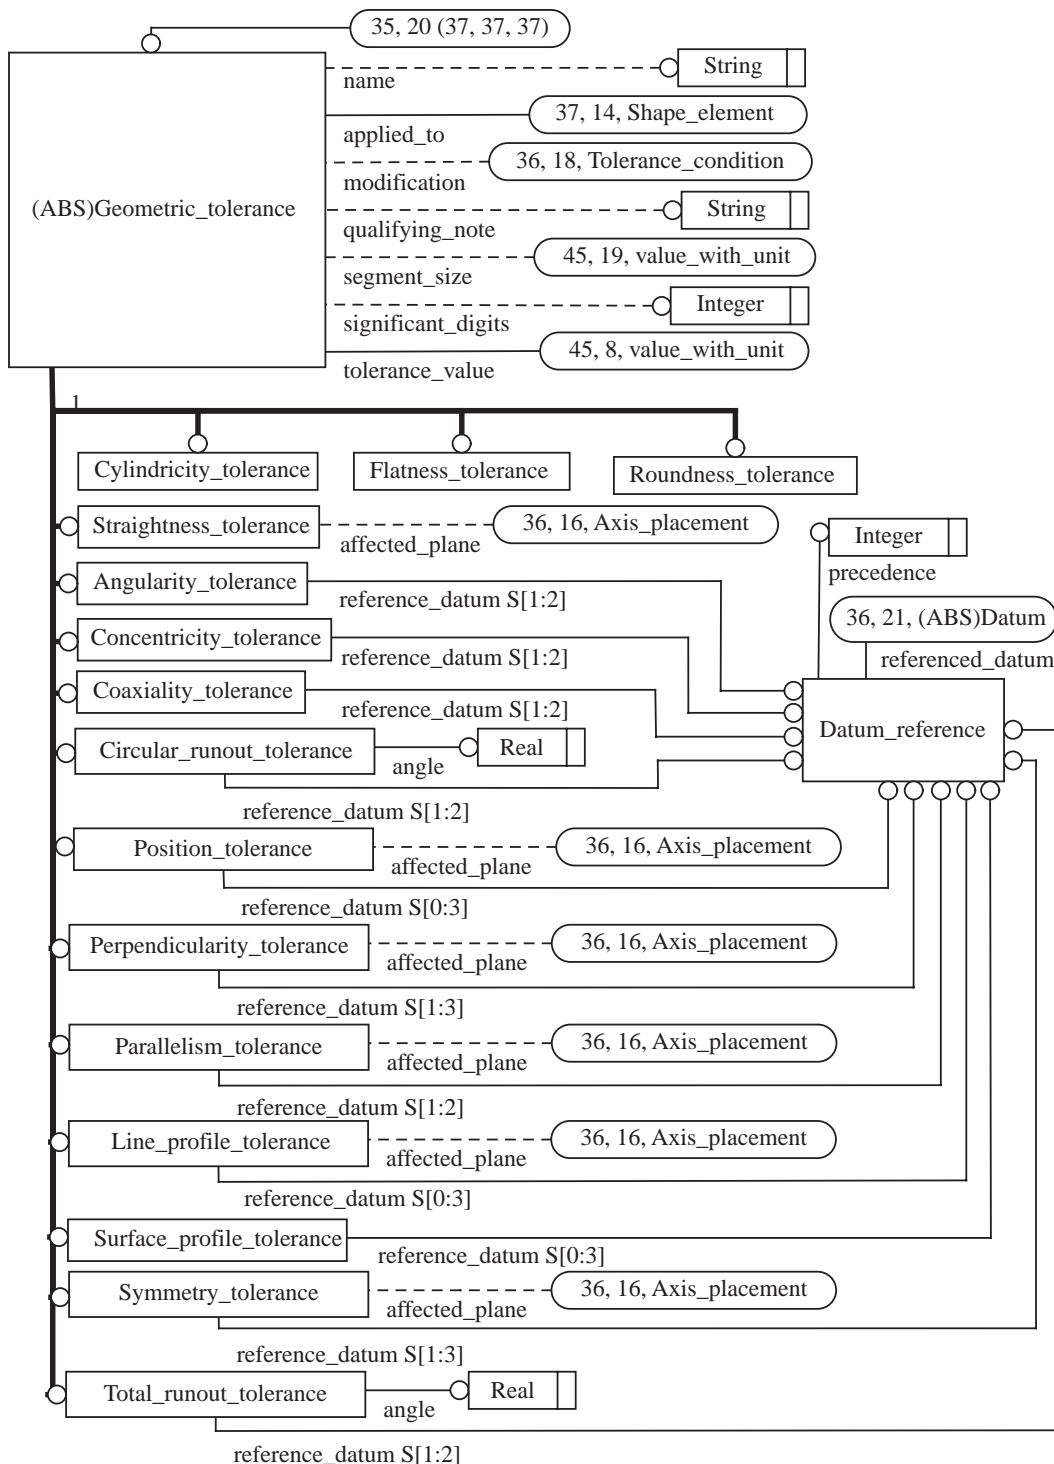 35, 20 (37, 37, 37)
String
name
37, 14, Shape_element
applied_to
36, 18, Tolerance_condition
modification
(ABS)Geometric_tolerance
String
qualifying_note
45, 19, value_with_unit
segment_size
Integer
significant_digits
45, 8, value_with_unit
tolerance_value
1
Cylindricity_tolerance
Flatness_tolerance
Roundness_tolerance
Straightness_tolerance
36, 16, Axis_placement
affected_plane
Integer
precedence
Angularity_tolerance
reference_datum S[1:2]
36, 21, (ABS)Datum
referenced_datum
Concentricity_tolerance
reference_datum S[1:2]
Coaxiality_tolerance
reference_datum S[1:2]
Datum_reference
Circular_runout_tolerance
Real
angle
reference_datum S[1:2]
Position_tolerance
36, 16, Axis_placement
affected_plane
reference_datum S[0:3]
Perpendicularity_tolerance
36, 16, Axis_placement
affected_plane
reference_datum S[1:3]
Parallelism_tolerance
36, 16, Axis_placement
affected_plane
reference_datum S[1:2]
Line_profile_tolerance
36, 16, Axis_placement
affected_plane
reference_datum S[0:3]
Surface_profile_tolerance
reference_datum S[0:3]
Symmetry_tolerance
36, 16, Axis_placement
affected_plane
reference_datum S[1:3]
Total_runout_tolerance
Real
angle
reference_datum S[1:2]